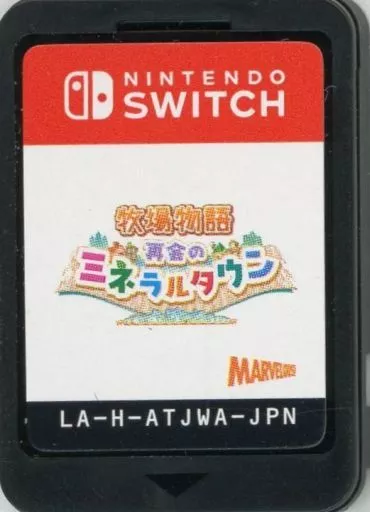 NINTENDO
SWITCH
牧場物語
再会の
ミネラルタウン
MARVELOUS
LA-H-ATJWA-JPN